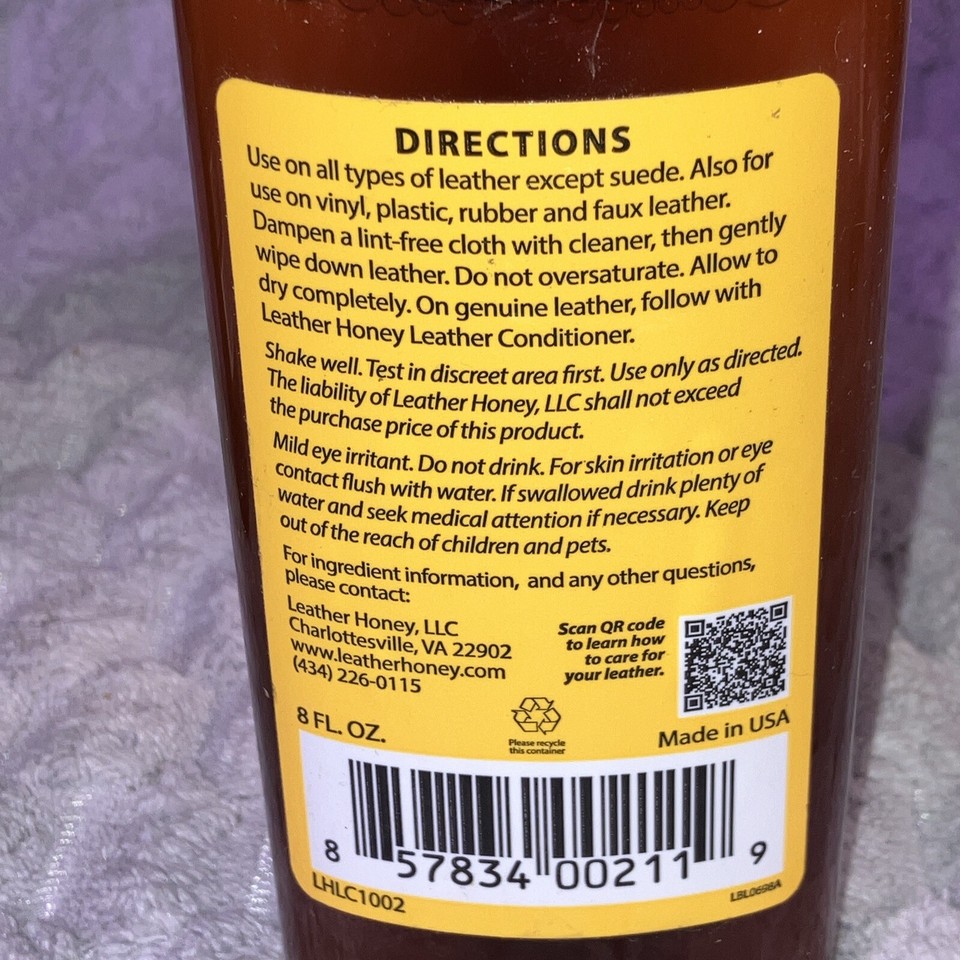 DIRECTIONS
Use on all types of leather except suede. Also for
use on vinyl, plastic, rubber and faux leather.
Dampen a lint-free cloth with cleaner, then gently
wipe down leather. Do not oversaturate. Allow to
dry completely. On genuine leather, follow with
Leather Honey Leather Conditioner.
Shake well. Test in discreet area first. Use only as directed.
The liability of Leather Honey, LLC shall not exceed
the purchase price of this product.
Mild eye irritant. Do not drink. For skin irritation or eye
contact flush with water. If swallowed drink plenty of
water and seek medical attention if necessary. Keep
out of the reach of children and pets.
For ingredient information, and any other questions,
please contact:
Leather Honey, LLC
Charlottesville, VA 22902
www.leatherhoney.com
(434) 226-0115
Scan QR code
to learn how
to care for
your leather.
8 FL. OZ.
Please recycle
this container
Made in USA
8 57834 00211 9
LHLC1002
LBL0698A